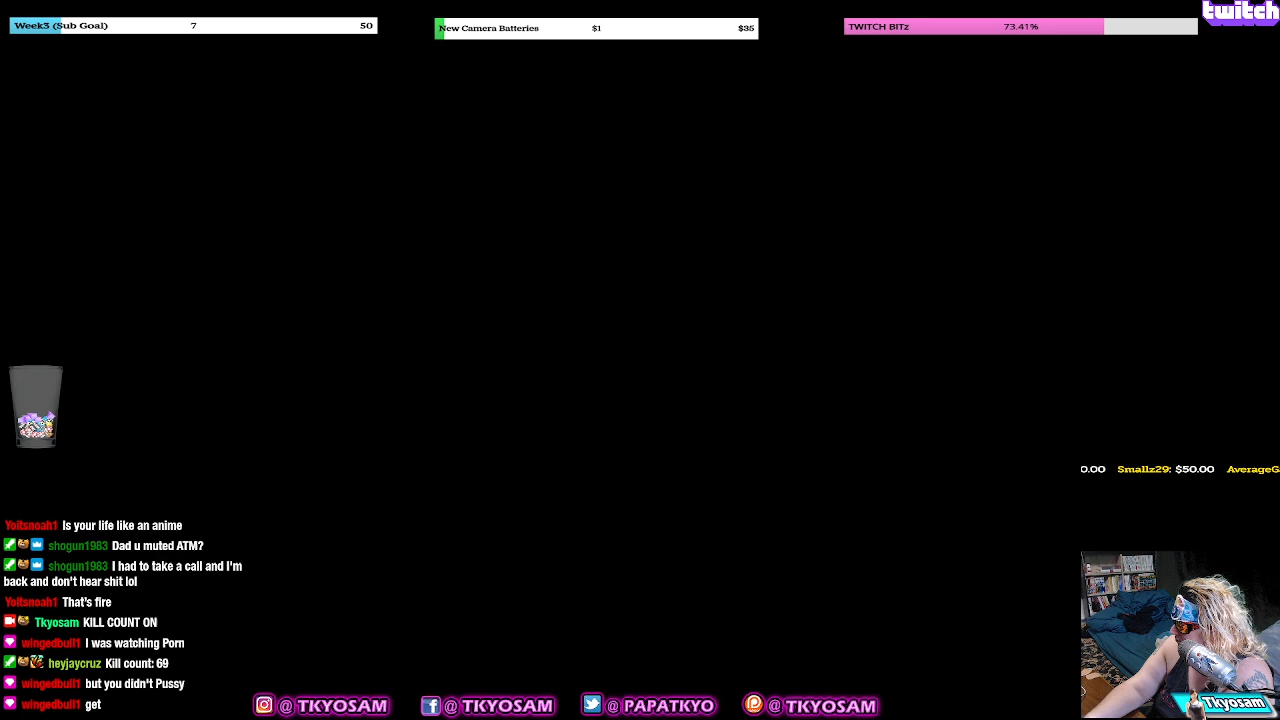 Week3 (Sub Goal) 7 50
New Camera Batteries $1 $35
TWITCH BITz 73.41%
twitch
0.00 Smallz29: $50.00 AverageG
Yoitsnoah1 Is your life like an anime
shogun1983 Dad u muted ATM?
shogun1983 I had to take a call and I'm
back and don't hear shit lol
Yoitsnoah1 That's fire
Tkyosam KILL COUNT ON
wingedbull1 I was watching Porn
heyjaycruz Kill count: 69
wingedbull1 but you didn't Pussy
wingedbull1 get
@ TKYOSAM @ TKYOSAM @ PAPATKYO @ TKYOSAM
Tkyosam